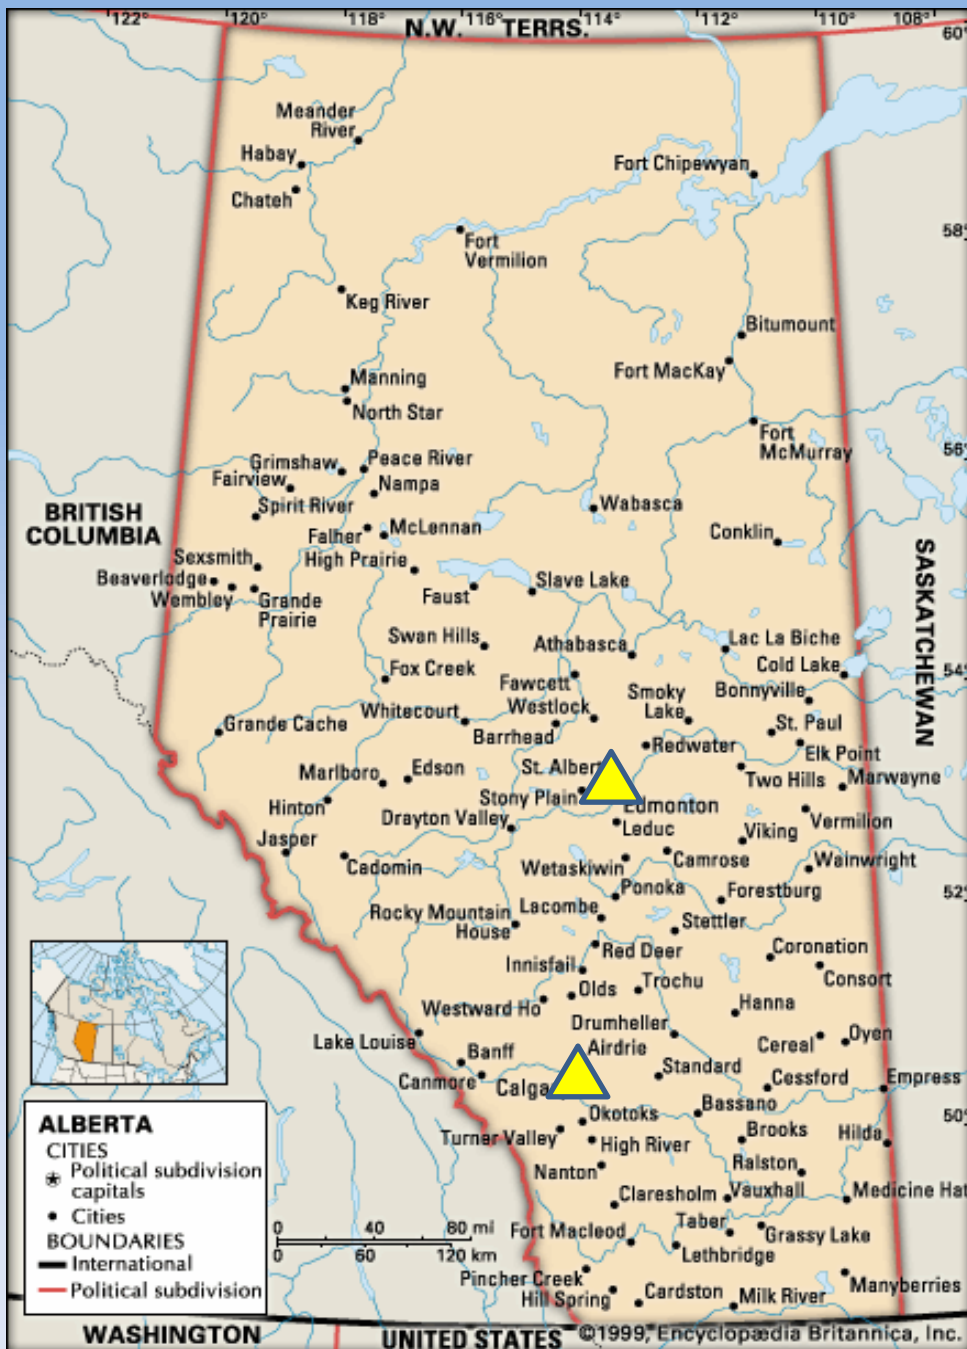 122°
120°
118°
116°
114°
112°
110°
108°
N.W. TERRS.
60°
Meander
River
Habay
Chateh
Fort Chipewyan
58°
Fort
Vermilion
Keg River
Bitumount
Fort MacKay
Manning
North Star
Fort
McMurray
56°
Grimshaw
Peace River
Fairview
Nampa
Spirit River
Wabasca
BRITISH
COLUMBIA
Falher
McLennan
Conklin
Sexsmith
High Prairie
SASKATCHEWAN
Beaverlodge
Wembley
Grande
Prairie
Faust
Slave Lake
Swan Hills
Athabasca
Lac La Biche
Cold Lake
54°
Fox Creek
Fawcett
Smoky
Lake
Bonnyville
Whitecourt
Westlock
Grande Cache
Barrhead
St. Paul
Redwater
Elk Point
Marlboro
Edson
St. Albert
Two Hills
Marwayne
Hinton
Stony Plain
Edmonton
Drayton Valley
Leduc
Vermilion
Jasper
Viking
Cadomin
Wetaskiwin
Camrose
Wainwright
Ponoka
Forestburg
52°
Rocky Mountain
House
Lacombe
Stettler
Red Deer
Coronation
Innisfail
Consort
Olds
Trochu
Westward Ho
Hanna
Drumheller
Lake Louise
Airdrie
Cereal
Oyen
Banff
Standard
Canmore
Calga
Cessford
Empress
Bassano
50°
Okotoks
Turner Valley
High River
Brooks
Hilda
Nanton
Ralston
Claresholm
Vauxhall
Medicine Hat
Fort Macleod
Taber
Grassy Lake
Lethbridge
Pincher Creek
Hill Spring
Cardston
Milk River
Manyberries
ALBERTA
CITIES
Political subdivision
capitals
Cities
BOUNDARIES
International
Political subdivision
0 40 80 mi
0 60 120 km
WASHINGTON
UNITED STATES
©1999, Encyclopædia Britannica, Inc.